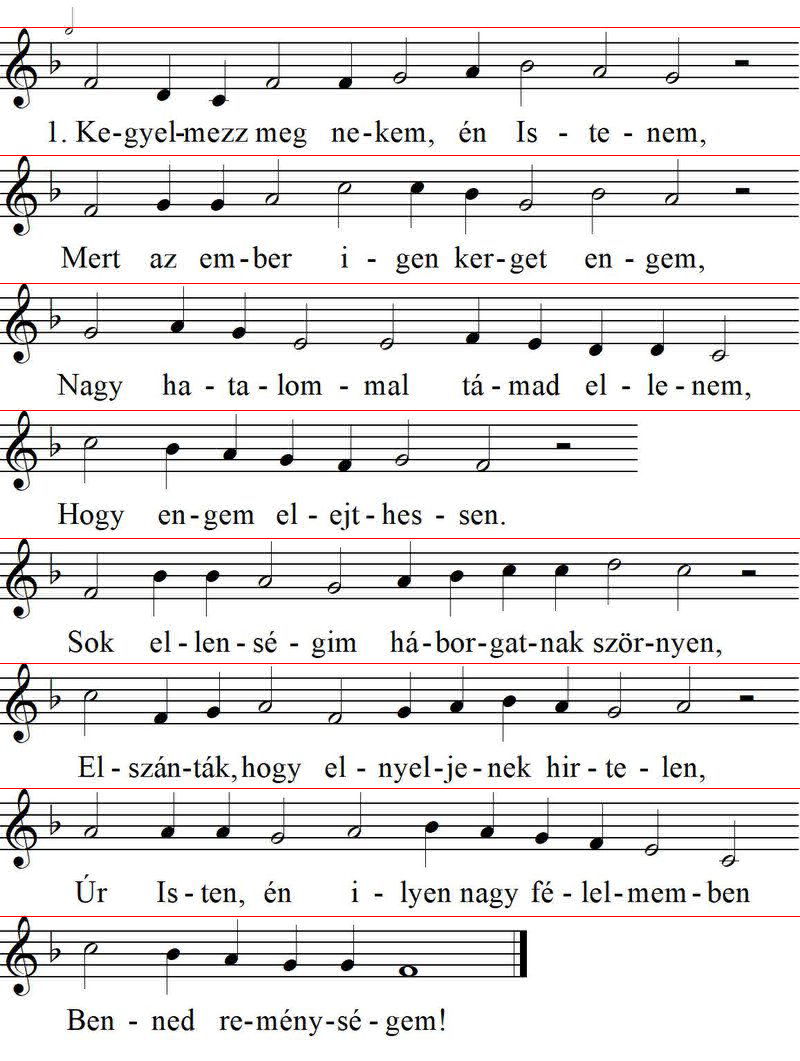 1. Ke-gyel-mezz meg ne-kem, én Is - te - nem,
Mert az em-ber i - gen ker-get en - gem,
Nagy ha - ta - lom - mal tá - mad el - le - nem,
Hogy en-gem el - ejt-hes - sen.
Sok el-len-sé - gim há-bor-gat-nak ször-nyen,
El - szán-ták, hogy el - nyel-je-nek hir - te - len,
Úr Is-ten, én i - lyen nagy fé - lel-mem-ben
Ben - ned re-mény-sé - gem!